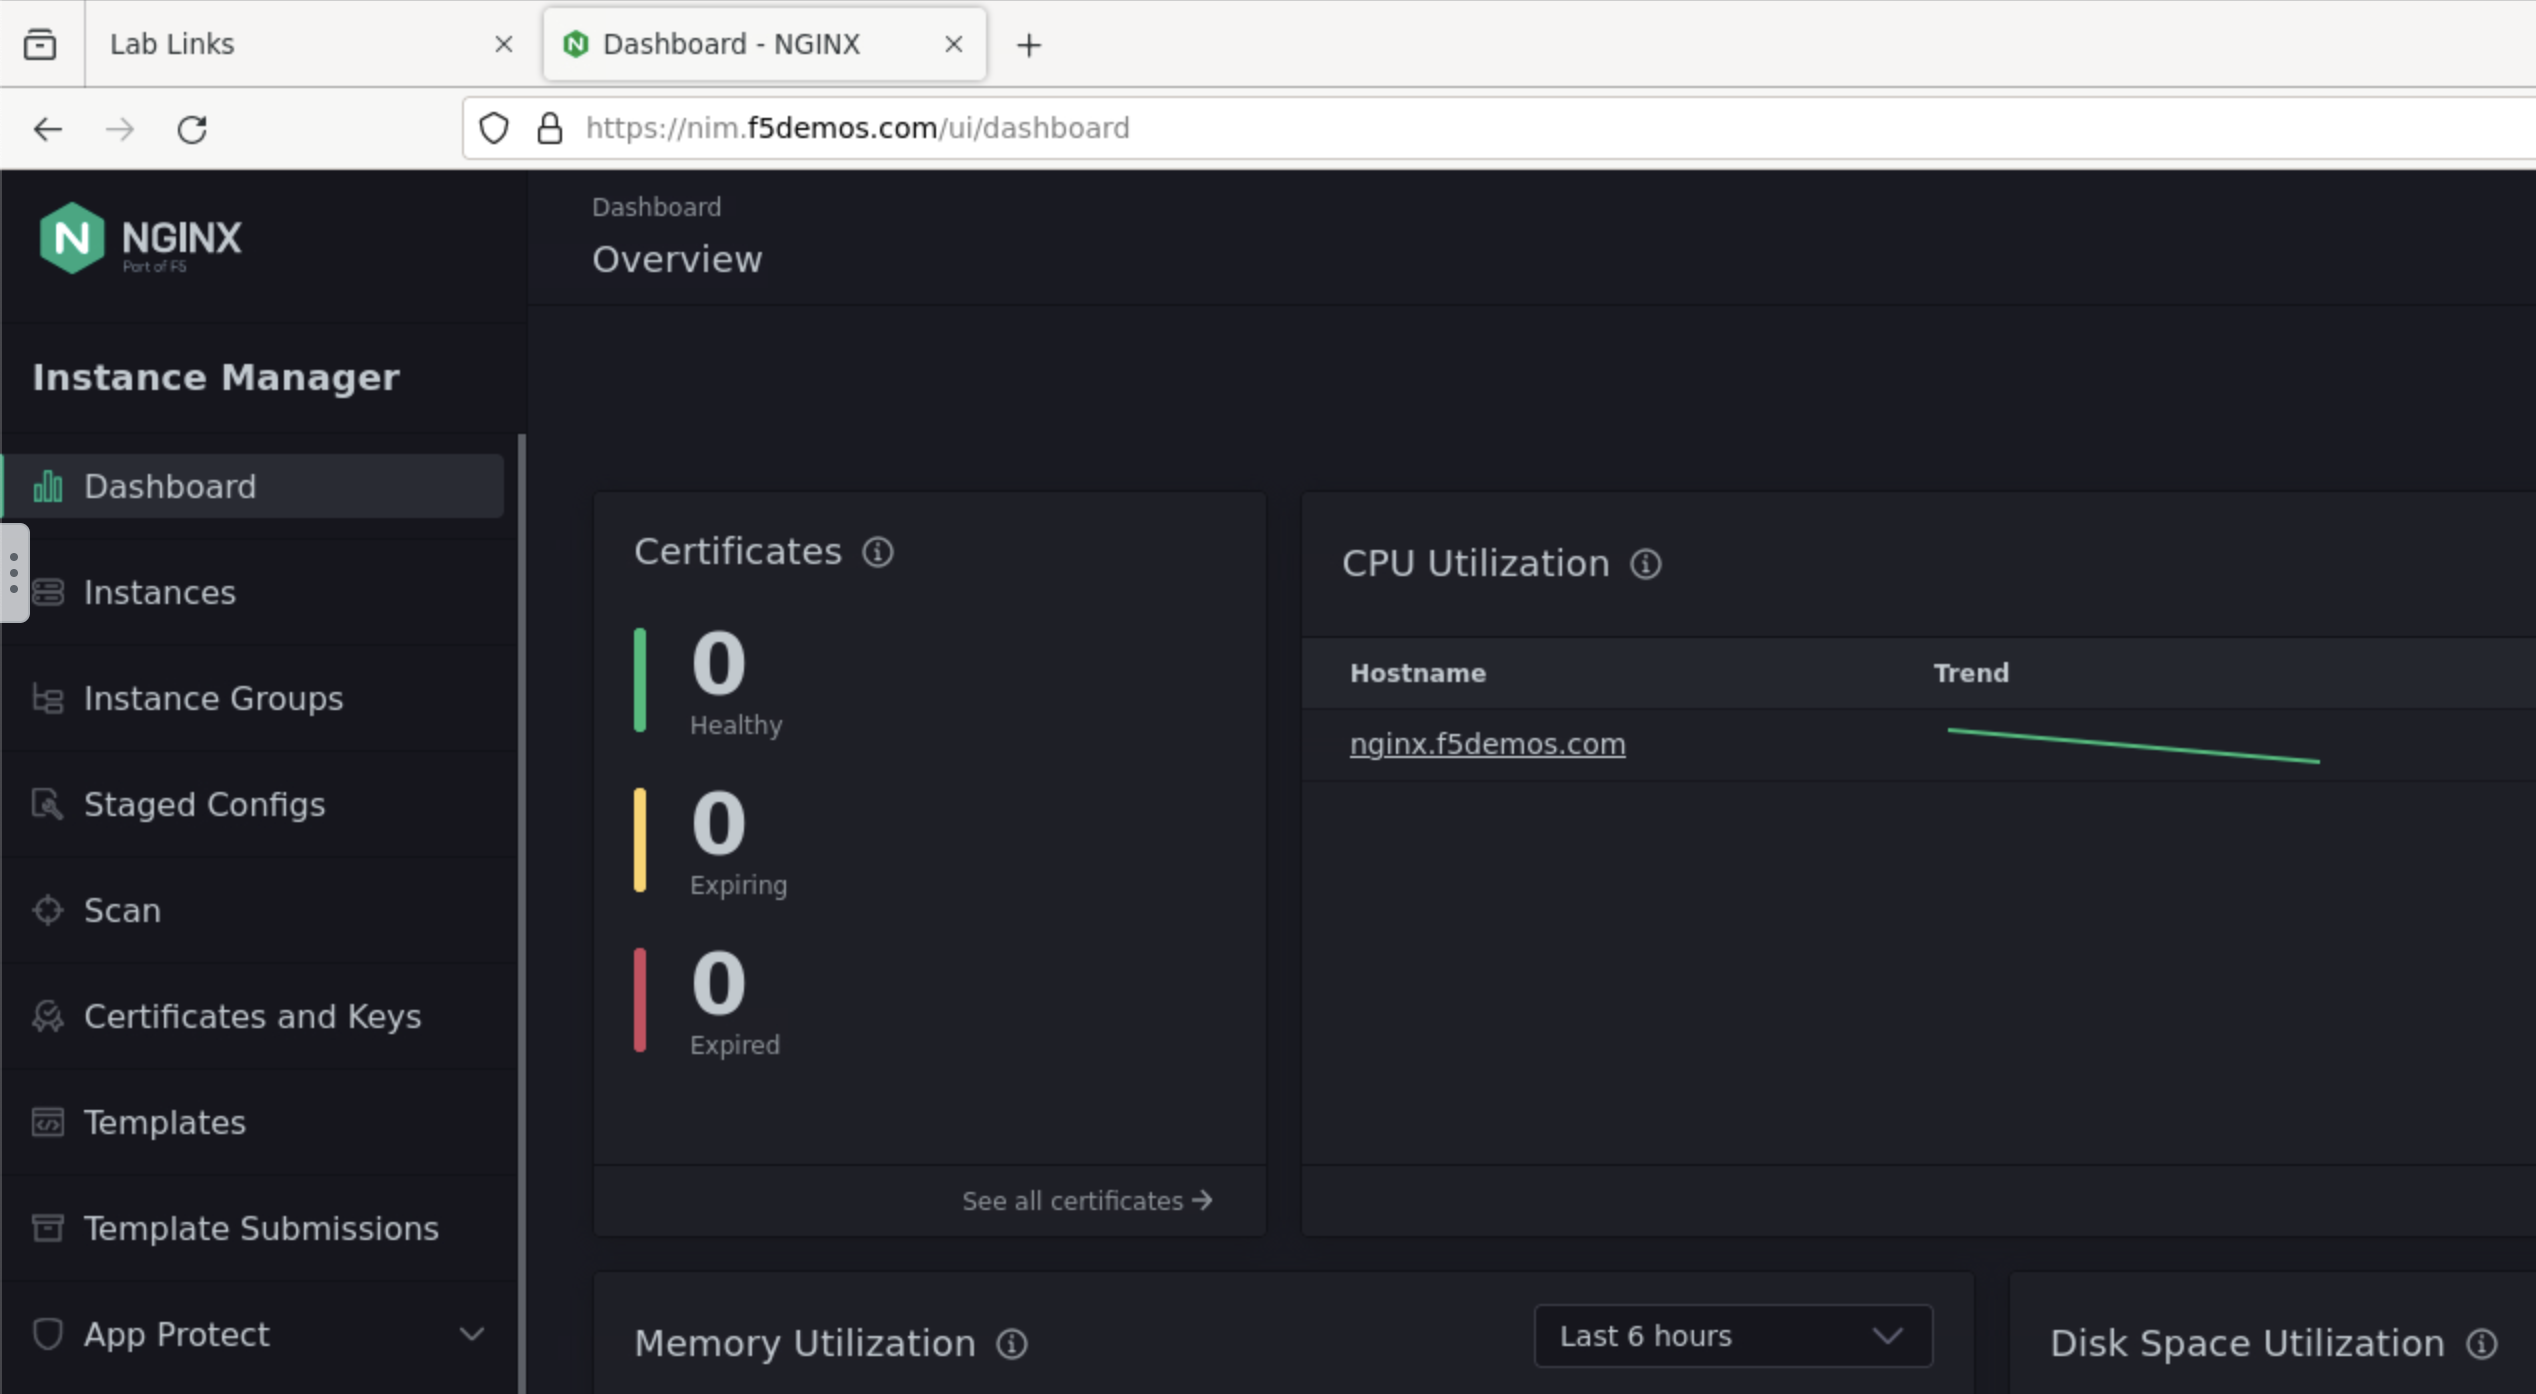 Lab Links
Dashboard - NGINX
https://nim.f5demos.com/ui/dashboard
NGINX
Part of F5
Dashboard
Overview
Instance Manager
Dashboard
Instances
Instance Groups
Staged Configs
Scan
Certificates and Keys
Templates
Template Submissions
App Protect
Certificates
0
Healthy
0
Expiring
0
Expired
See all certificates
CPU Utilization
Hostname Trend
nginx.f5demos.com
Memory Utilization
Last 6 hours
Disk Space Utilization